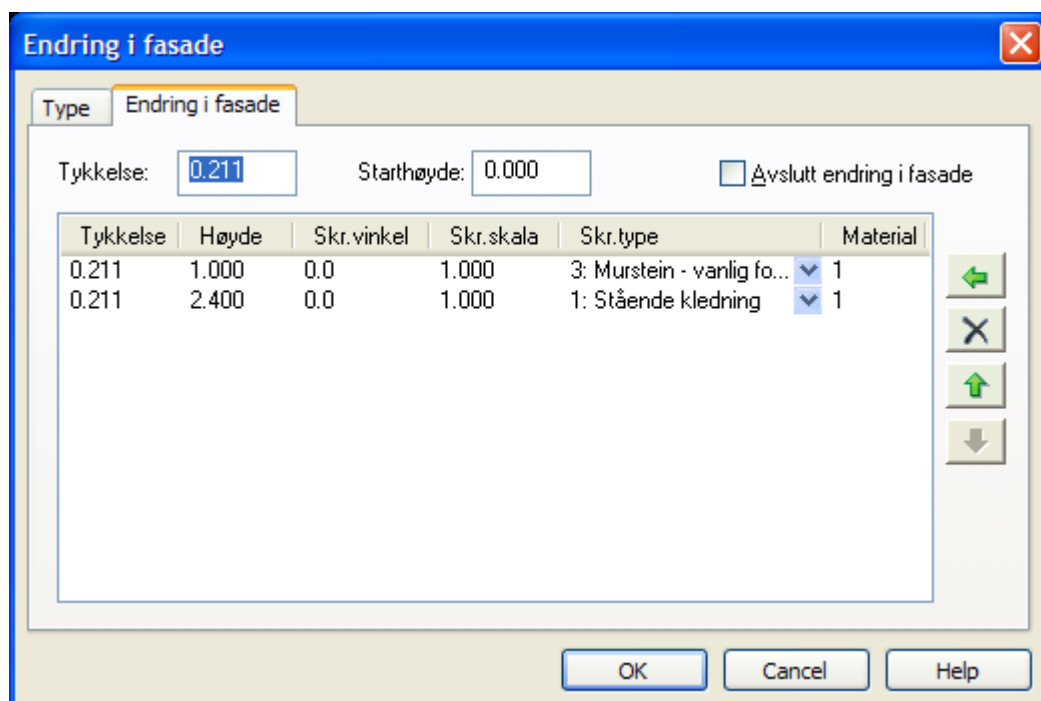 Endring i fasade
Type Endring i fasade
Tykkelse: 0.211 Starthøyde: 0.000 Avslutt endring i fasade
Tykkelse Høyde Skr.vinkel Skr.skala Skr.type Material
0.211 1.000 0.0 1.000 3: Murstein - vanlig fo... 1
0.211 2.400 0.0 1.000 1: Stående kledning 1
OK Cancel Help